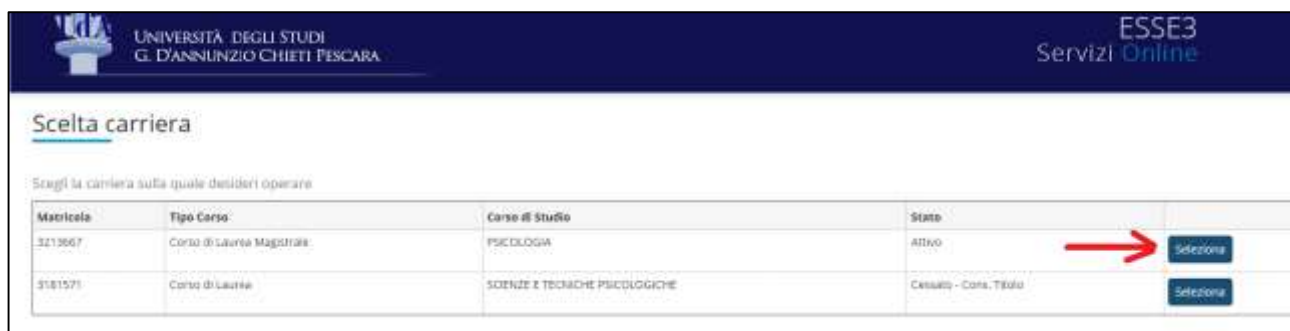 UNIVERSITÀ DEGLI STUDI
G. D'ANNUNZIO CHIETI PESCARA
ESSE3
Servizi Online
Scelta carriera
Scegli la carriera sulla quale desideri operare
Matricola Tipo Corso Corso di Studio Stato
3213667 Corso di Laurea Magistrale PSICOLOGIA Attivo Seleziona
3181571 Corso di Laurea SCIENZE E TECNICHE PSICOLOGICHE Cessato - Cons. Titolo Seleziona